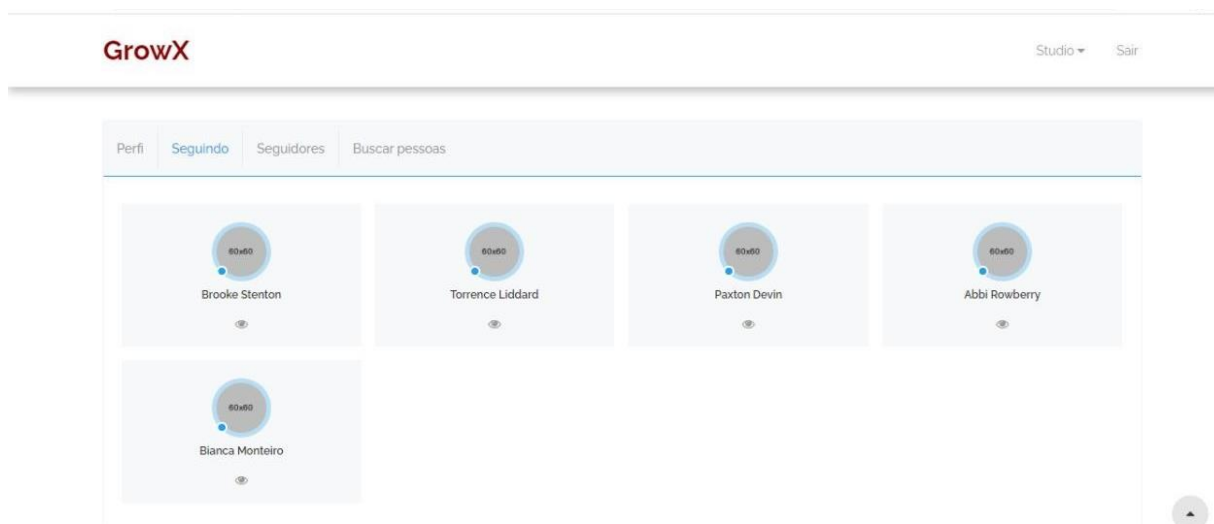 GrowX
Studio Sair
Perfi Seguindo Seguidores Buscar pessoas
60x60 60x60 60x60 60x60
Brooke Stenton Torrence Liddard Paxton Devin Abbi Rowberry
60x60
Bianca Monteiro